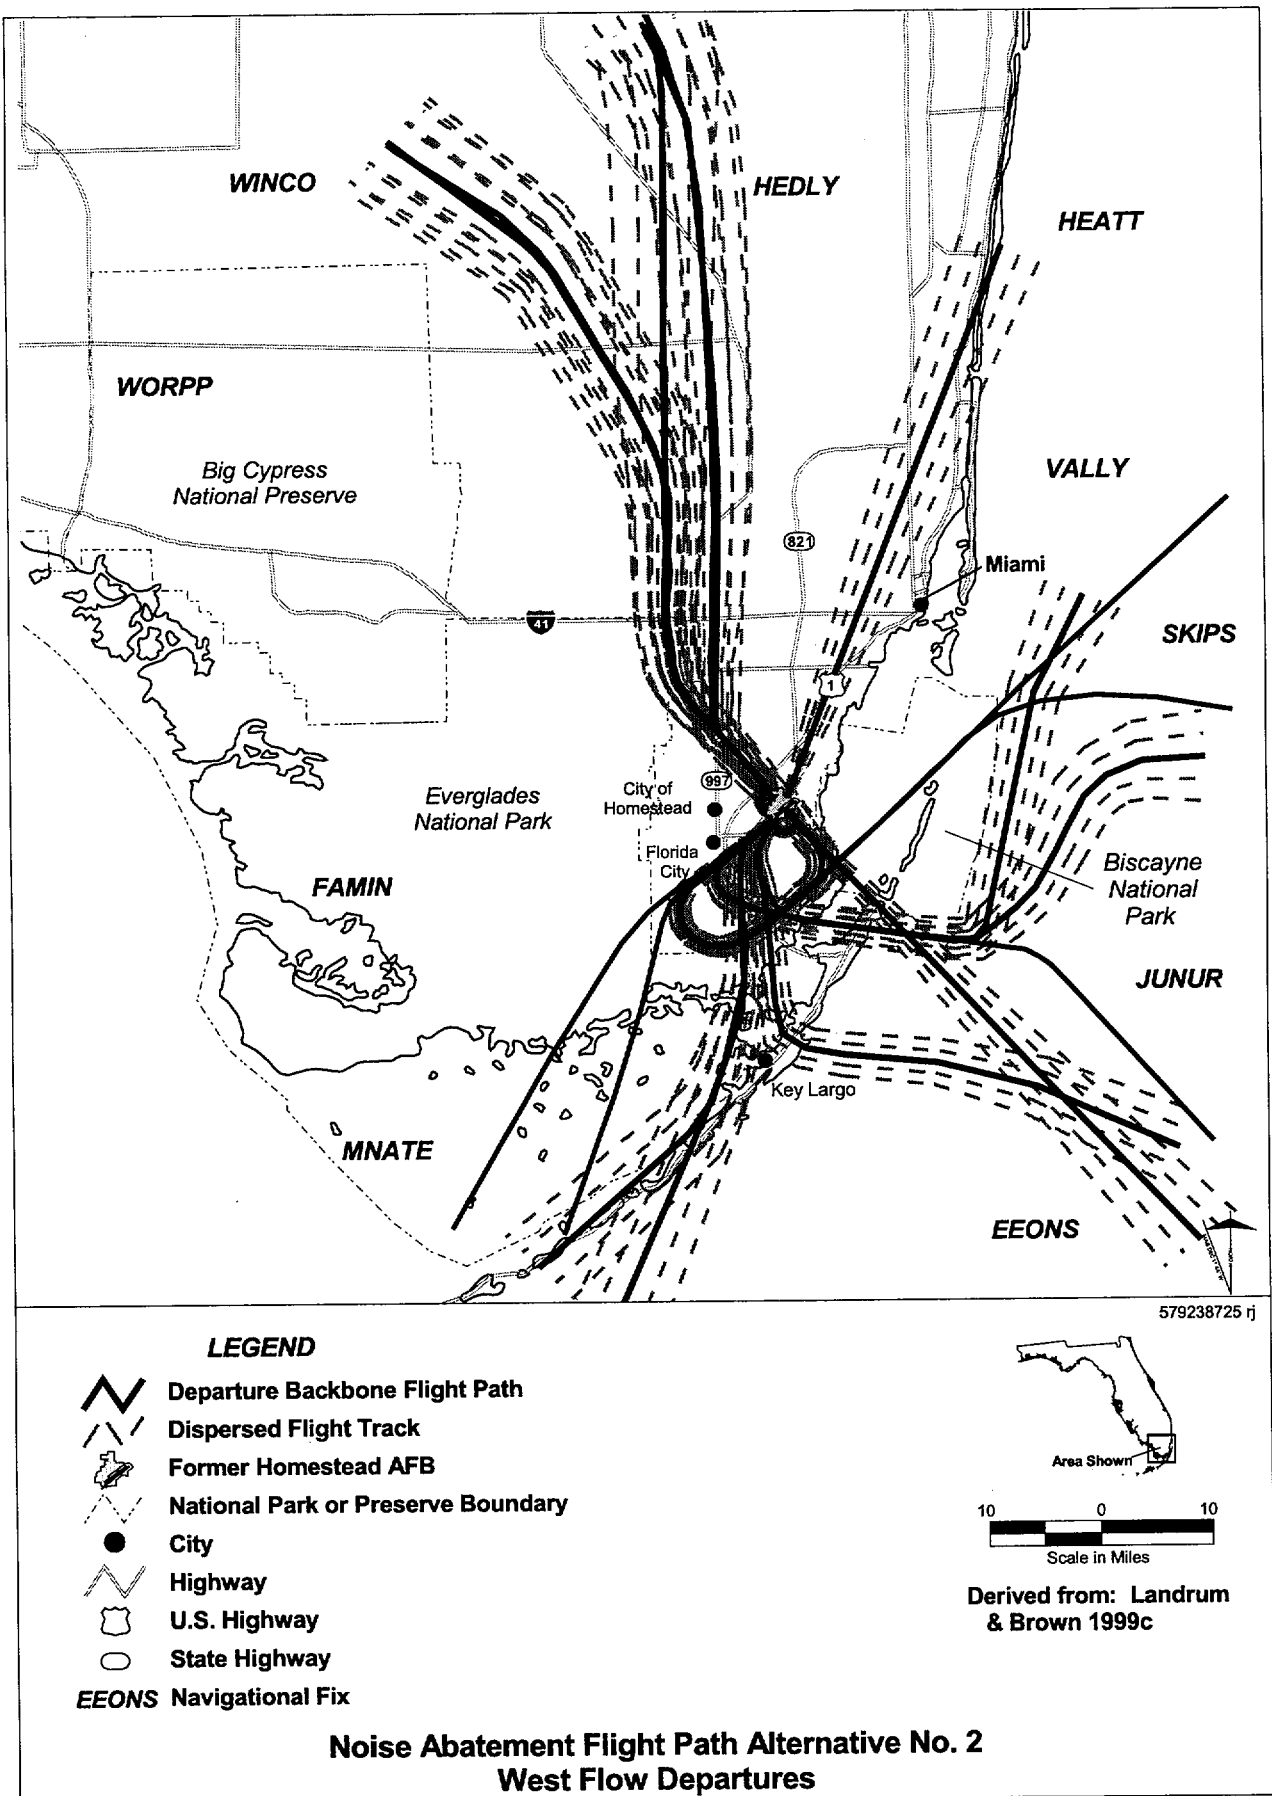 WINCO
HEDLY
HEATT
WORPP
Big Cypress
National Preserve
VALLY
821
Miami
41
SKIPS
1
997
City of
Homestead
Everglades
National Park
Florida
City
Biscayne
National
Park
FAMIN
JUNUR
Key Largo
MNATE
EEONS
579238725 rj
LEGEND
Departure Backbone Flight Path
Dispersed Flight Track
Former Homestead AFB
National Park or Preserve Boundary
City
Highway
U.S. Highway
State Highway
EEONS Navigational Fix
Area Shown
10 0 10
Scale in Miles
Derived from: Landrum
& Brown 1999c
Noise Abatement Flight Path Alternative No. 2
West Flow Departures